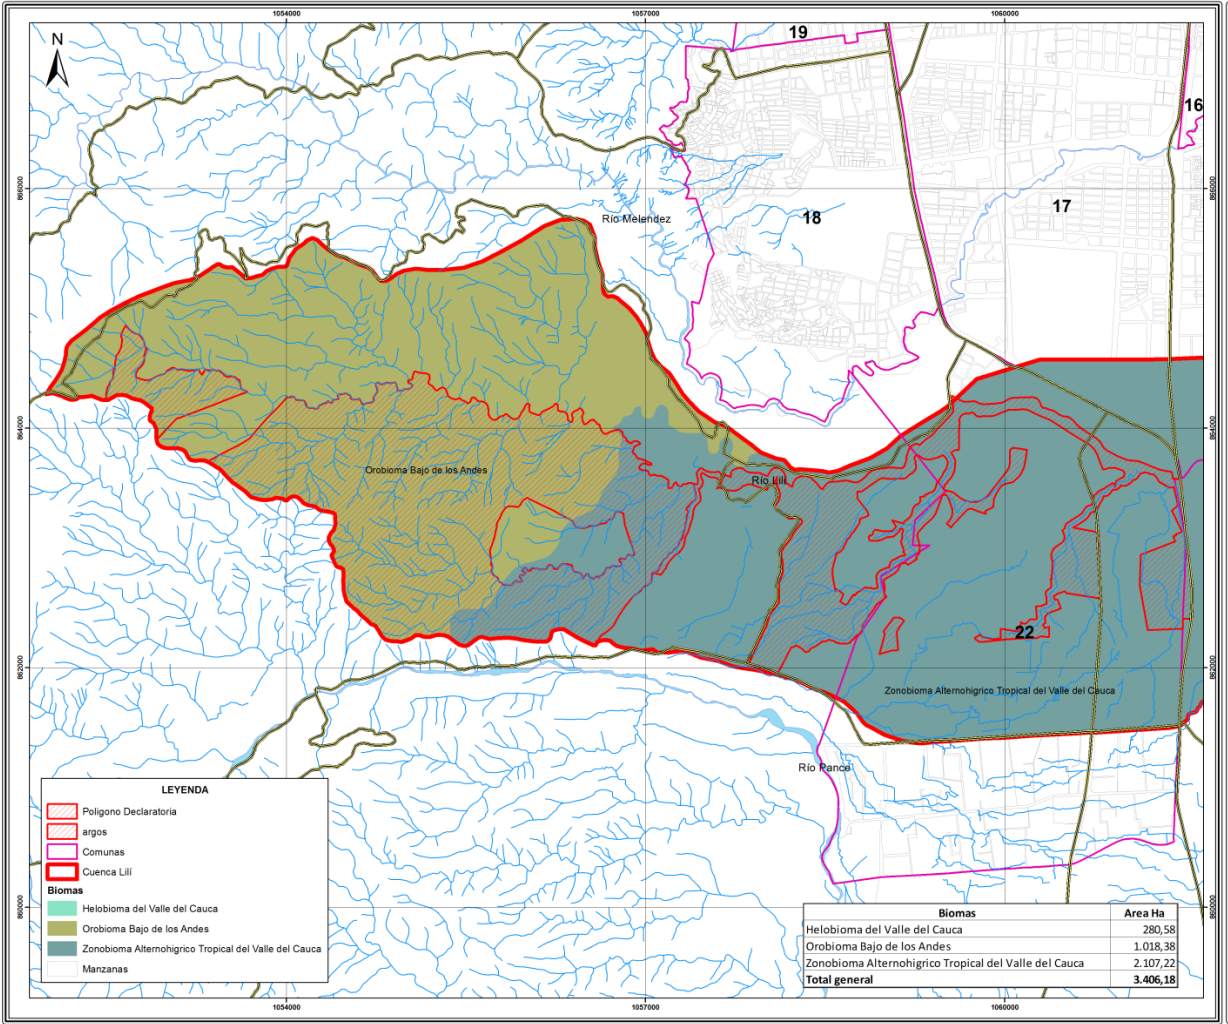 1054000
1057000
1060000
N
19
16
866000
866000
17
Río Melendez
18
864000
864000
Orobioma Bajo de los Andes
Río Lili
22
862000
862000
Zonobioma Alternohigrico Tropical del Valle del Cauca
Río Pance
LEYENDA
Poligono Declaratoria
argos
Comunas
Cuenca Lilí
Biomas
Helobioma del Valle del Cauca
Orobioma Bajo de los Andes
Zonobioma Alternohigrico Tropical del Valle del Cauca
Manzanas
860000
860000
Biomas Area Ha
Helobioma del Valle del Cauca 280,58
Orobioma Bajo de los Andes 1.018,38
Zonobioma Alternohigrico Tropical del Valle del Cauca 2.107,22
Total general 3.406,18
1054000
1057000
1060000